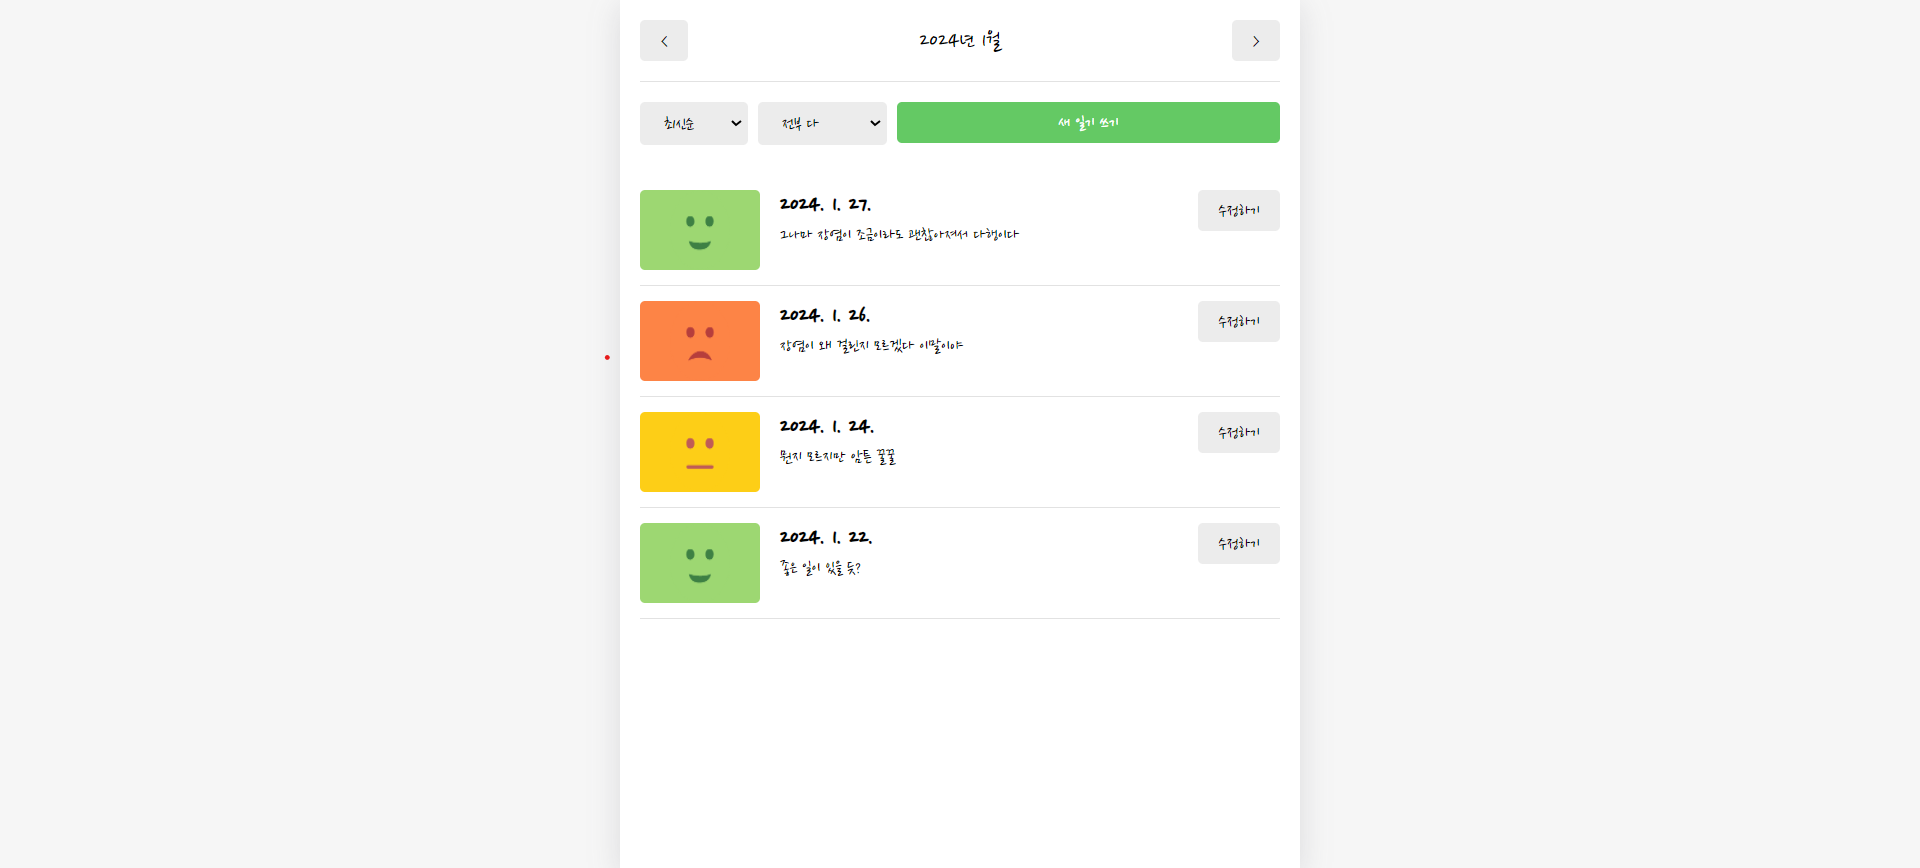 < 2024년 1월 >
최신순 전부 다 새 일기 쓰기
2024. 1. 27. 수정하기
그나마 장염이 조금이라도 괜찮아져서 다행이다
2024. 1. 26. 수정하기
장염이 왜 걸린지 모르겠다 이말이야
2024. 1. 24. 수정하기
뭔지 모르지만 암튼 꿀꿀
2024. 1. 22. 수정하기
좋은 일이 있을 듯?